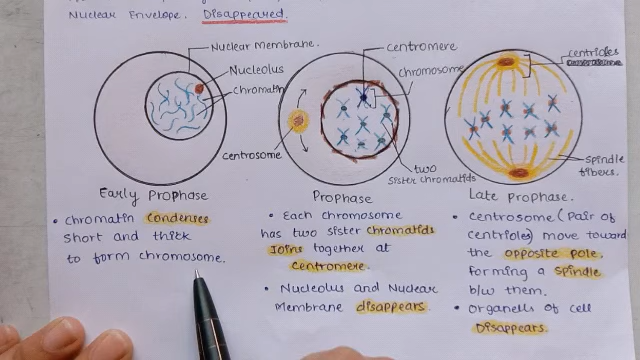 Nuclear Envelope. Disappeared.
Nuclear Membrane.
Nucleolus
chromatin
centrosome
Early Prophase
• chromatin condenses
short and thick
to form chromosome.
centromere
chromosome
two
sister chromatids
Prophase
• Each chromosome
has two sister chromatids
Joins together at
centromere.
• Nucleolus and Nuclear
Membrane disappears.
centrioles
spindle
fibers.
Late Prophase.
• centrosome (Pair of
centrioles) move toward
the opposite pole.
forming a spindle
b/w them.
• organells of cell
Disappears.